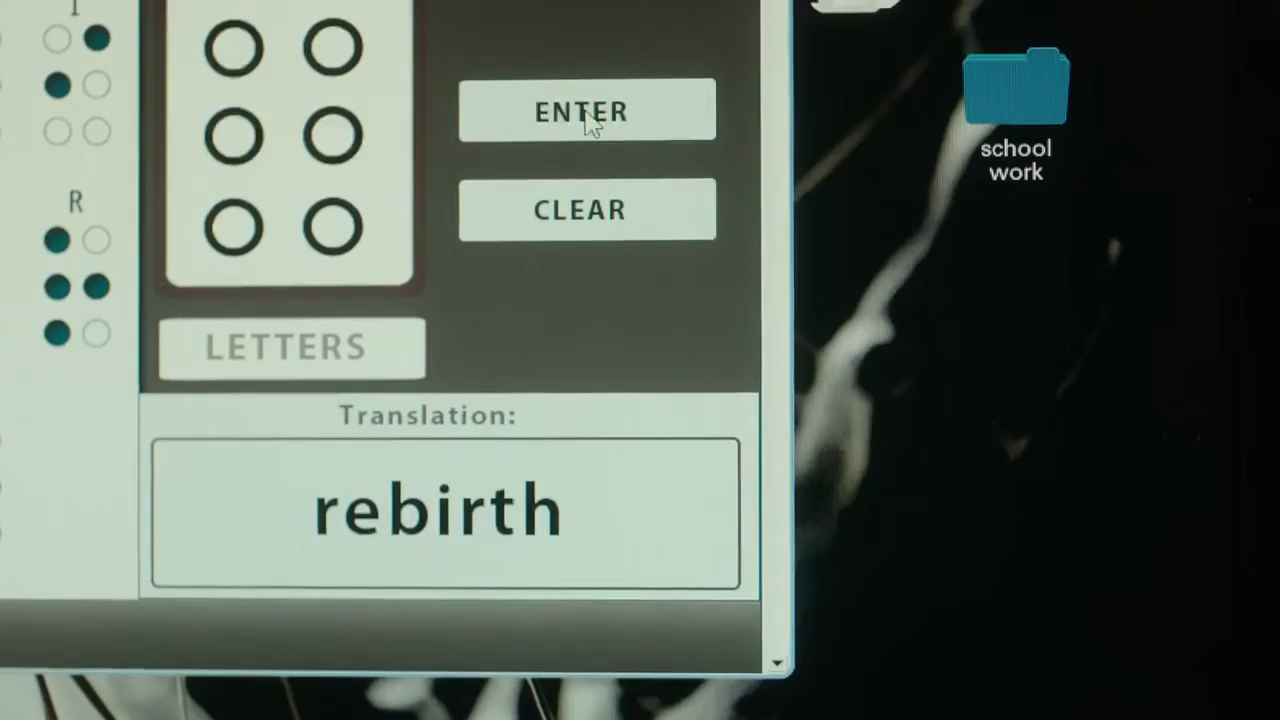 I
R
ENTER
CLEAR
LETTERS
Translation:
rebirth
school
work